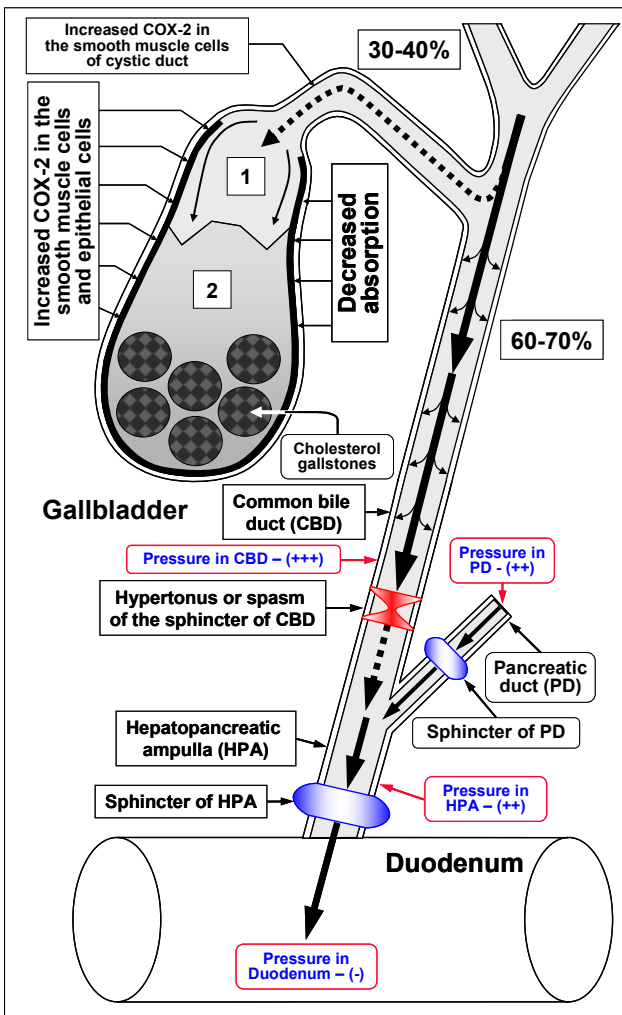 Increased COX-2 in
the smooth muscle cells
of cystic duct
30-40%
Increased COX-2 in the
smooth muscle cells
and epithelial cells
1
2
Decreased
absorption
60-70%
Cholesterol
gallstones
Gallbladder
Common bile
duct (CBD)
Pressure in CBD – (+++)
Pressure in
PD - (++)
Hypertonus or spasm
of the sphincter of CBD
Pancreatic
duct (PD)
Sphincter of PD
Hepatopancreatic
ampulla (HPA)
Sphincter of HPA
Pressure in
HPA – (++)
Duodenum
Pressure in
Duodenum – (-)